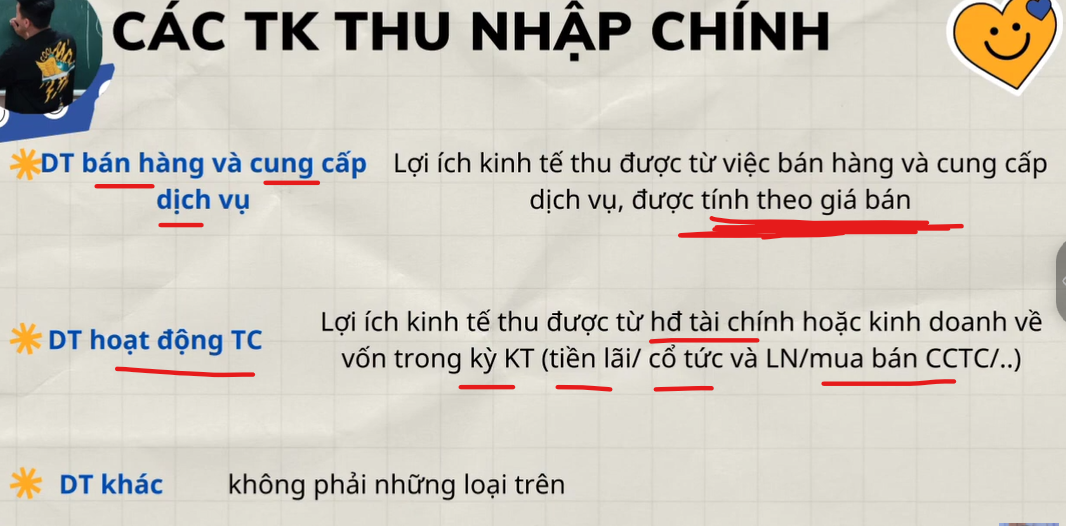 CÁC TK THU NHẬP CHÍNH
DT bán hàng và cung cấp
dịch vụ
Lợi ích kinh tế thu được từ việc bán hàng và cung cấp
dịch vụ, được tính theo giá bán
DT hoạt động TC
Lợi ích kinh tế thu được từ hđ tài chính hoặc kinh doanh về
vốn trong kỳ KT (tiền lãi/ cổ tức và LN/mua bán CCTC/..)
DT khác
không phải những loại trên